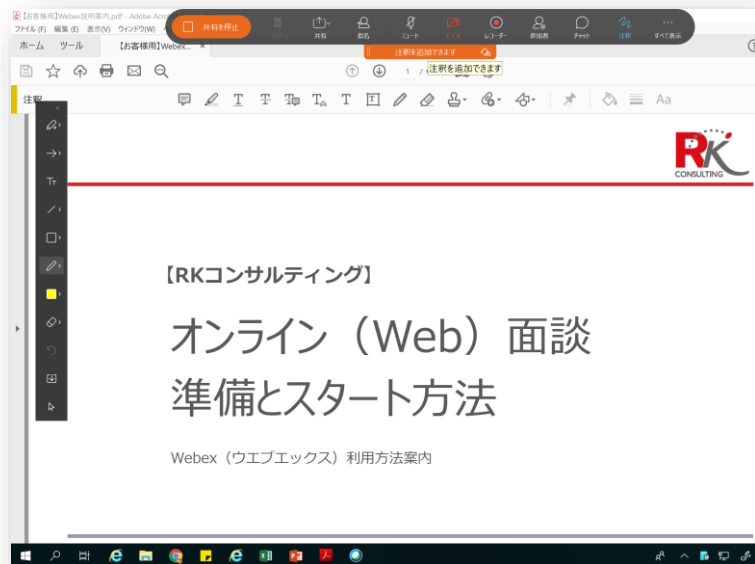 【お客様用】Webex説明案内.pdf - Adobe Acro
ファイル (F) 編集 (E) 表示(V) ウィンドウ(W)
共有を停止
共有
指名
ミュート
ビデオ
レコーダー
参加者
チャット
注釈
すべて表示
ホーム ツール 【お客様用】Webex... ×
注釈を追加できます
注釈を追加できます
1 /
注釈
Aa
RK
CONSULTING
【RKコンサルティング】
オンライン（Web）面談
準備とスタート方法
Webex（ウエブエックス）利用方法案内